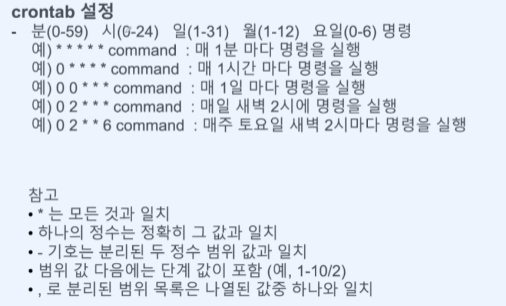 crontab 설정
- 분(0-59) 시(0-24) 일(1-31) 월(1-12) 요일(0-6) 명령
예) * * * * * command : 매 1분 마다 명령을 실행
예) 0 * * * * command : 매 1시간 마다 명령을 실행
예) 0 0 * * * command : 매 1일 마다 명령을 실행
예) 0 2 * * * command : 매일 새벽 2시에 명령을 실행
예) 0 2 * * 6 command : 매주 토요일 새벽 2시마다 명령을 실행
참고
• * 는 모든 것과 일치
• 하나의 정수는 정확히 그 값과 일치
• - 기호는 분리된 두 정수 범위 값과 일치
• 범위 값 다음에는 단계 값이 포함 (예, 1-10/2)
• , 로 분리된 범위 목록은 나열된 값중 하나와 일치